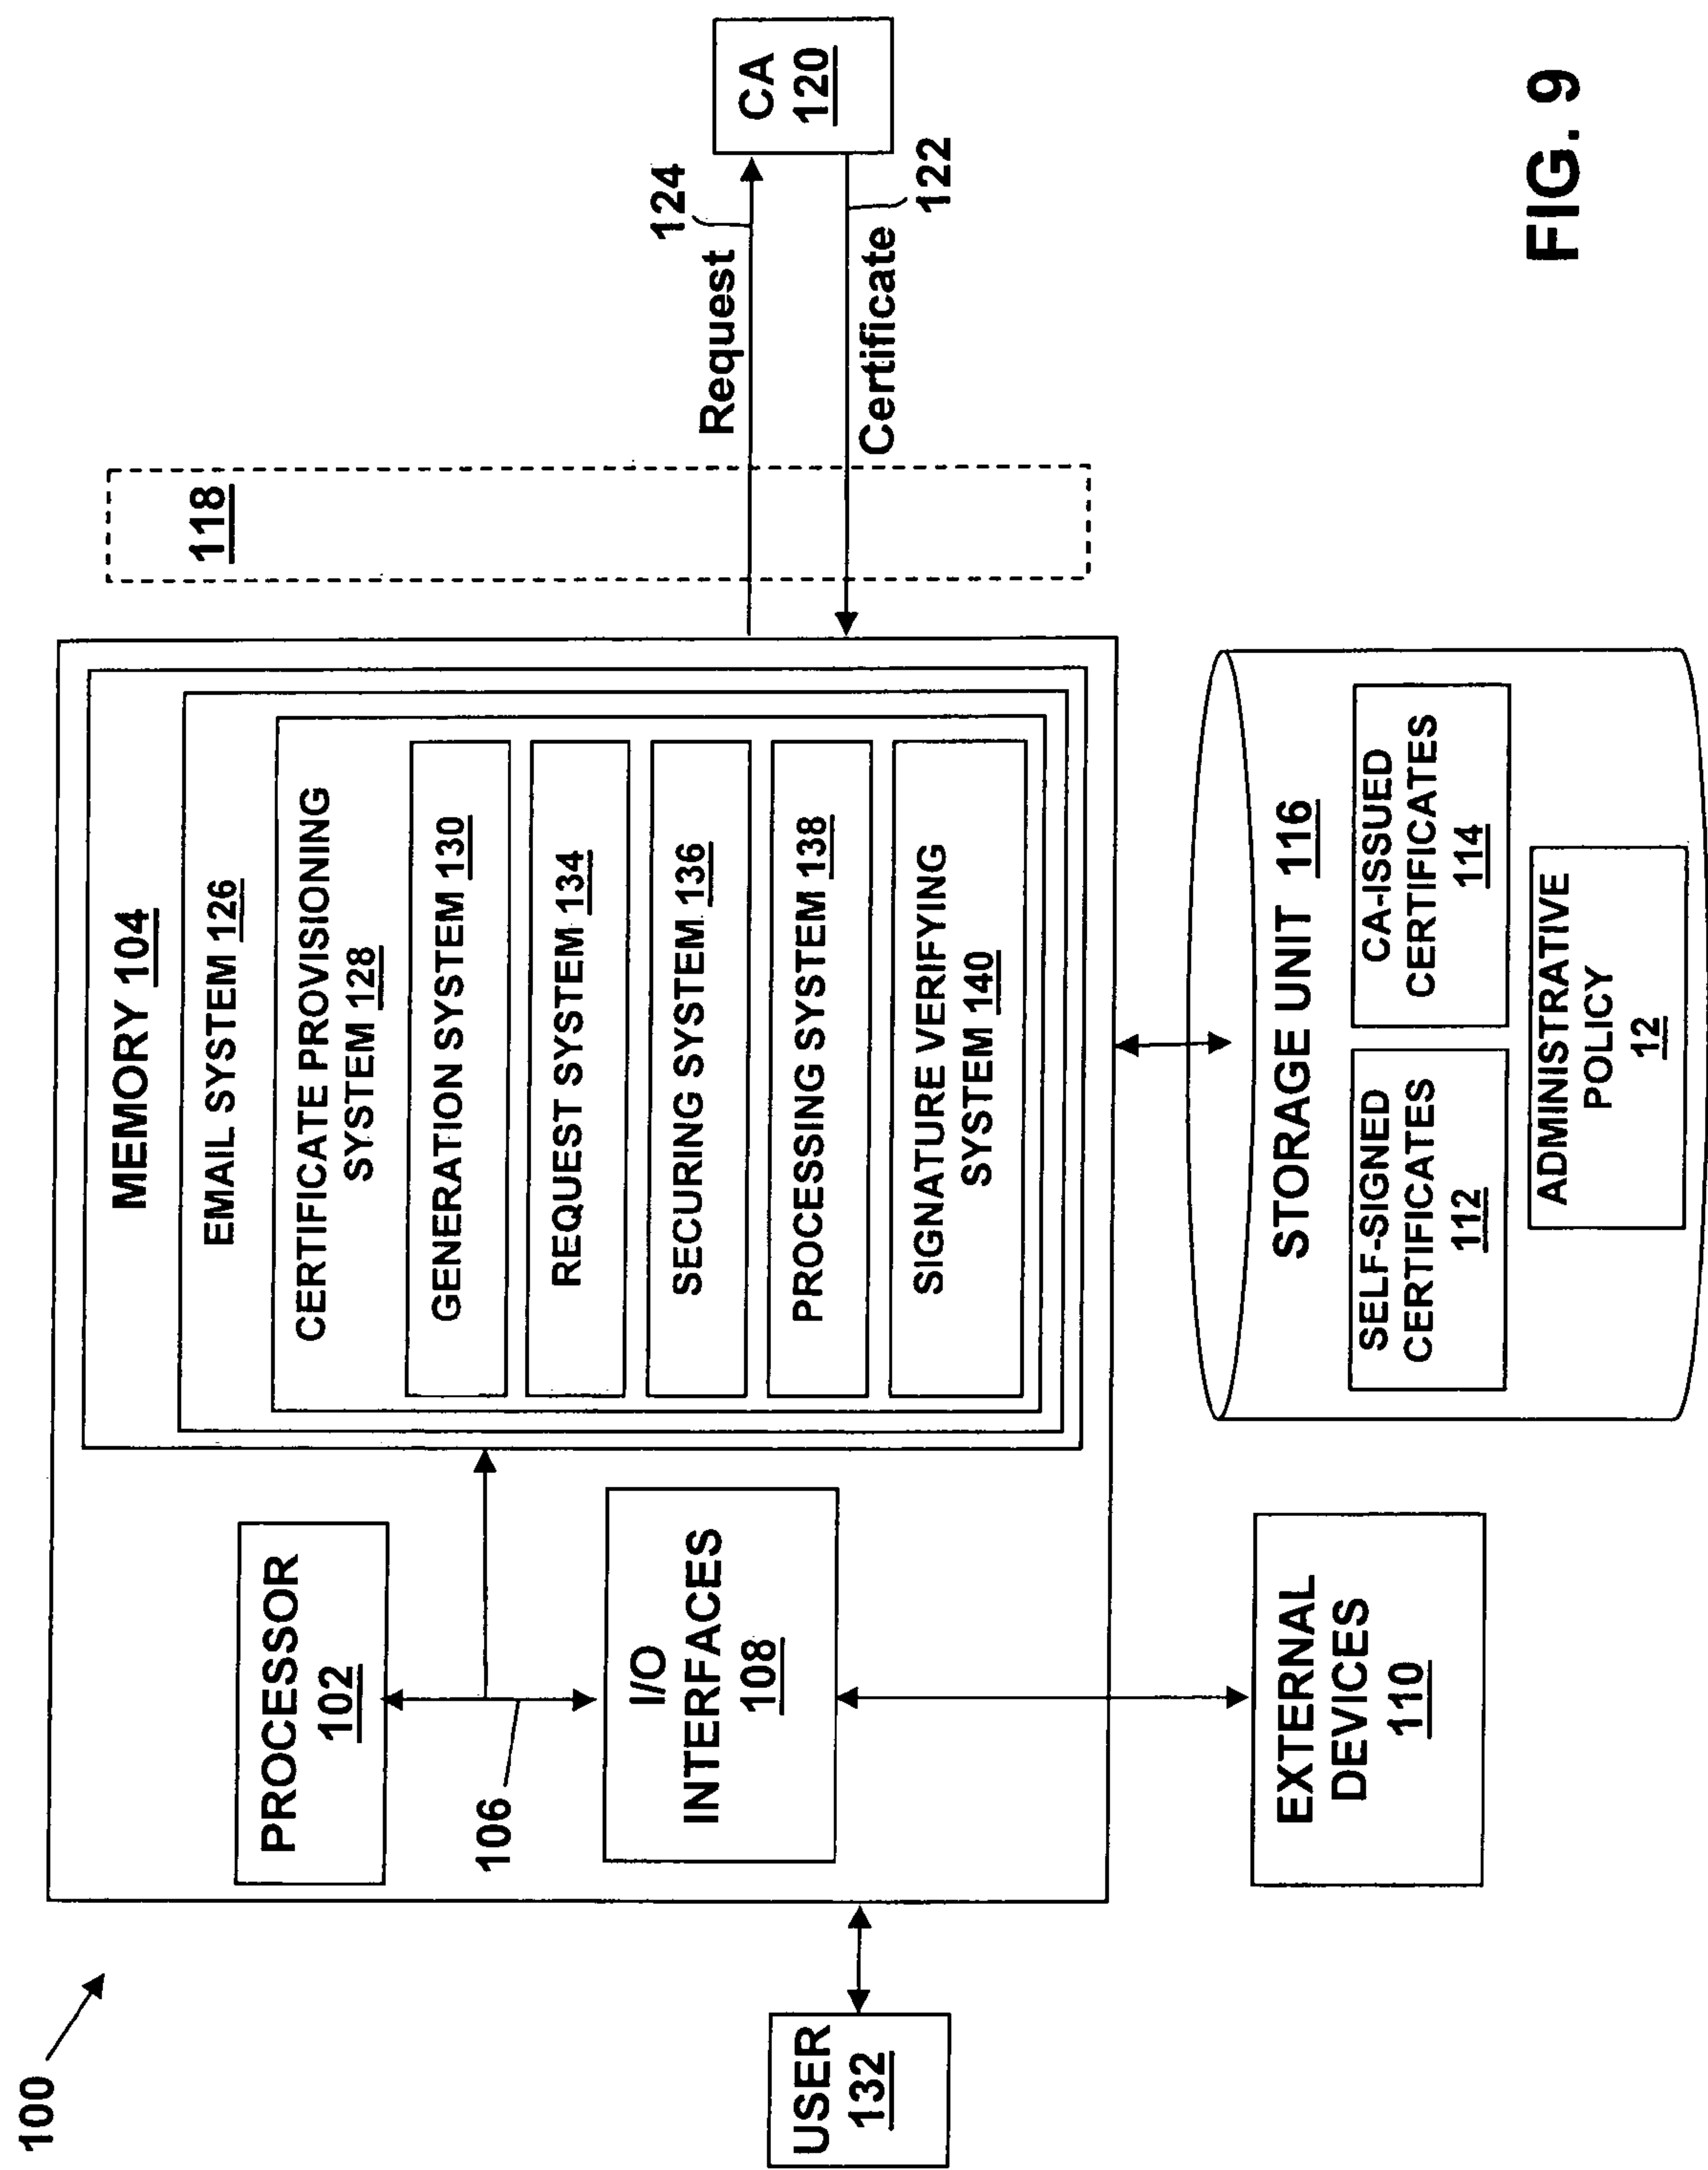 100
MEMORY 104
EMAIL SYSTEM 126
CERTIFICATE PROVISIONING
SYSTEM 128
GENERATION SYSTEM 130
REQUEST SYSTEM 134
SECURING SYSTEM 136
PROCESSING SYSTEM 138
SIGNATURE VERIFYING
SYSTEM 140
PROCESSOR
102
106
I/O
INTERFACES
108
USER
132
118
Request
124
Certificate
122
CA
120
EXTERNAL
DEVICES
110
STORAGE UNIT 116
SELF-SIGNED
CERTIFICATES
112
CA-ISSUED
CERTIFICATES
114
ADMINISTRATIVE
POLICY
12
FIG. 9